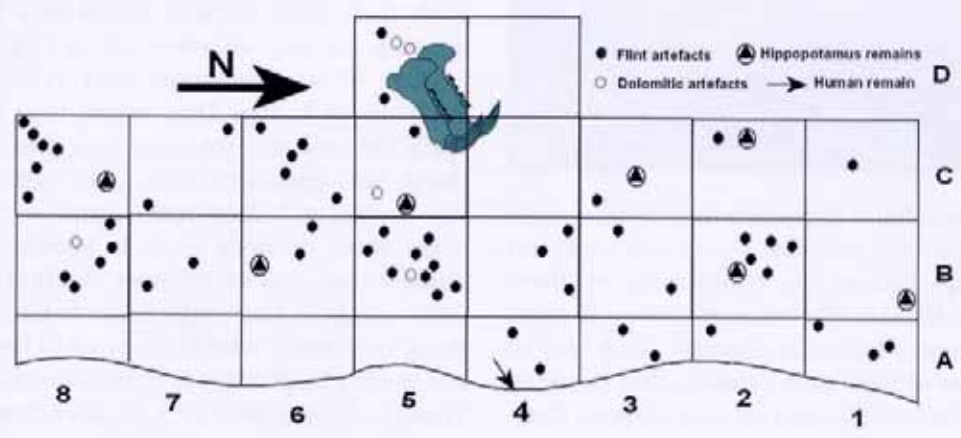 N
Flint artefacts
Hippopotamus remains
Dolomitic artefacts
Human remain
D
C
B
A
8 7 6 5 4 3 2 1